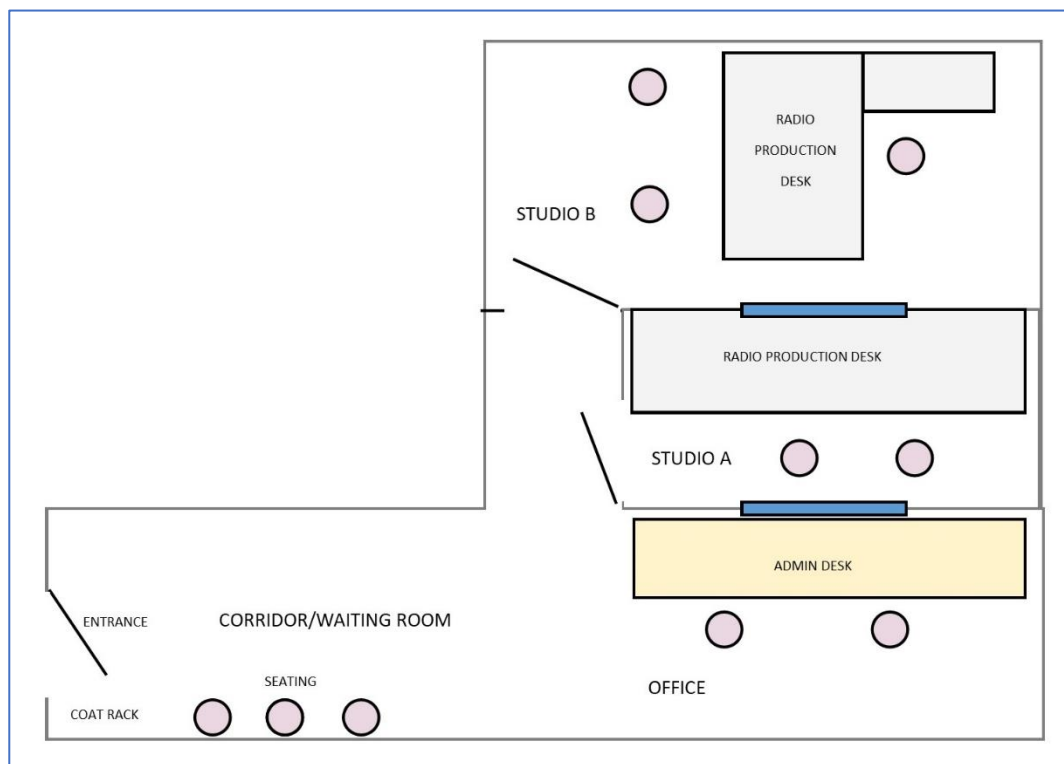 RADIO
PRODUCTION
DESK
STUDIO B
RADIO PRODUCTION DESK
STUDIO A
ADMIN DESK
ENTRANCE
CORRIDOR/WAITING ROOM
SEATING
OFFICE
COAT RACK